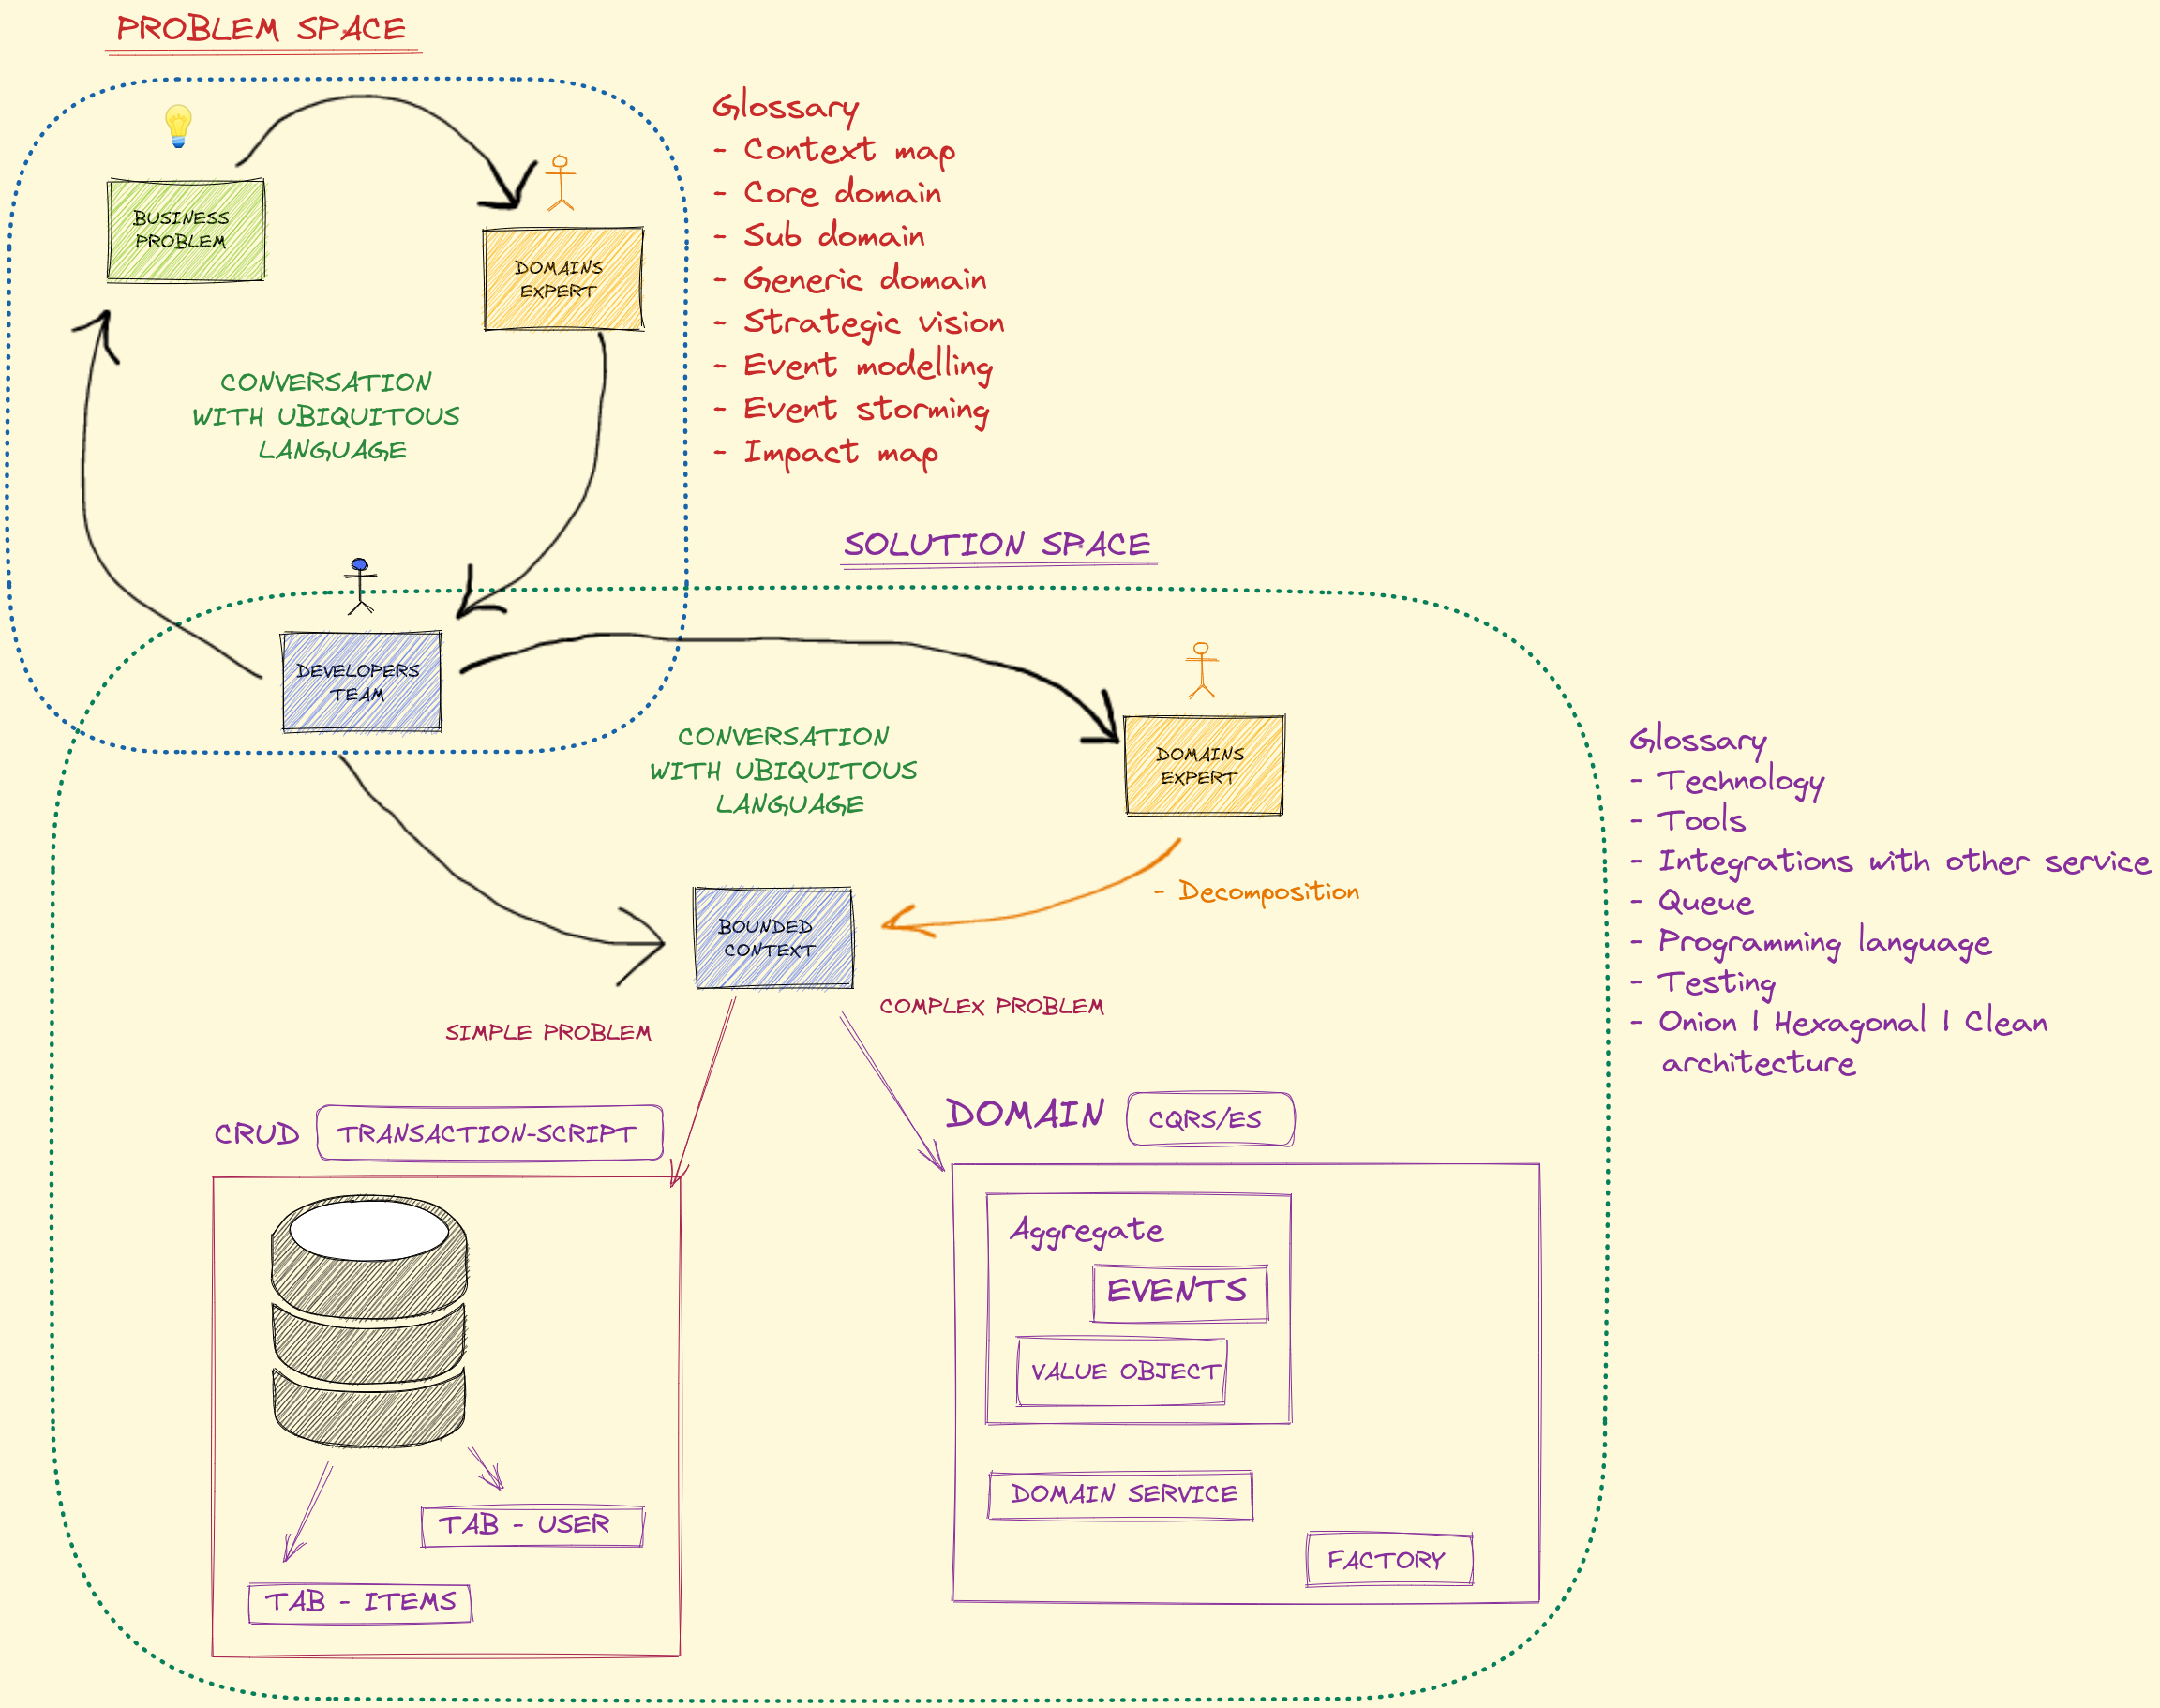 PROBLEM SPACE
BUSINESS
PROBLEM
DOMAINS
EXPERT
CONVERSATION
WITH UBIQUITOUS
LANGUAGE
Glossary
- Context map
- Core domain
- Sub domain
- Generic domain
- Strategic vision
- Event modelling
- Event storming
- Impact map
SOLUTION SPACE
DEVELOPERS
TEAM
CONVERSATION
WITH UBIQUITOUS
LANGUAGE
DOMAINS
EXPERT
- Decomposition
BOUNDED
CONTEXT
Glossary
- Technology
- Tools
- Integrations with other service
- Queue
- Programming language
- Testing
- Onion | Hexagonal | Clean
architecture
SIMPLE PROBLEM
COMPLEX PROBLEM
CRUD
TRANSACTION-SCRIPT
TAB - USER
TAB - ITEMS
DOMAIN
CQRS/ES
Aggregate
EVENTS
VALUE OBJECT
DOMAIN SERVICE
FACTORY